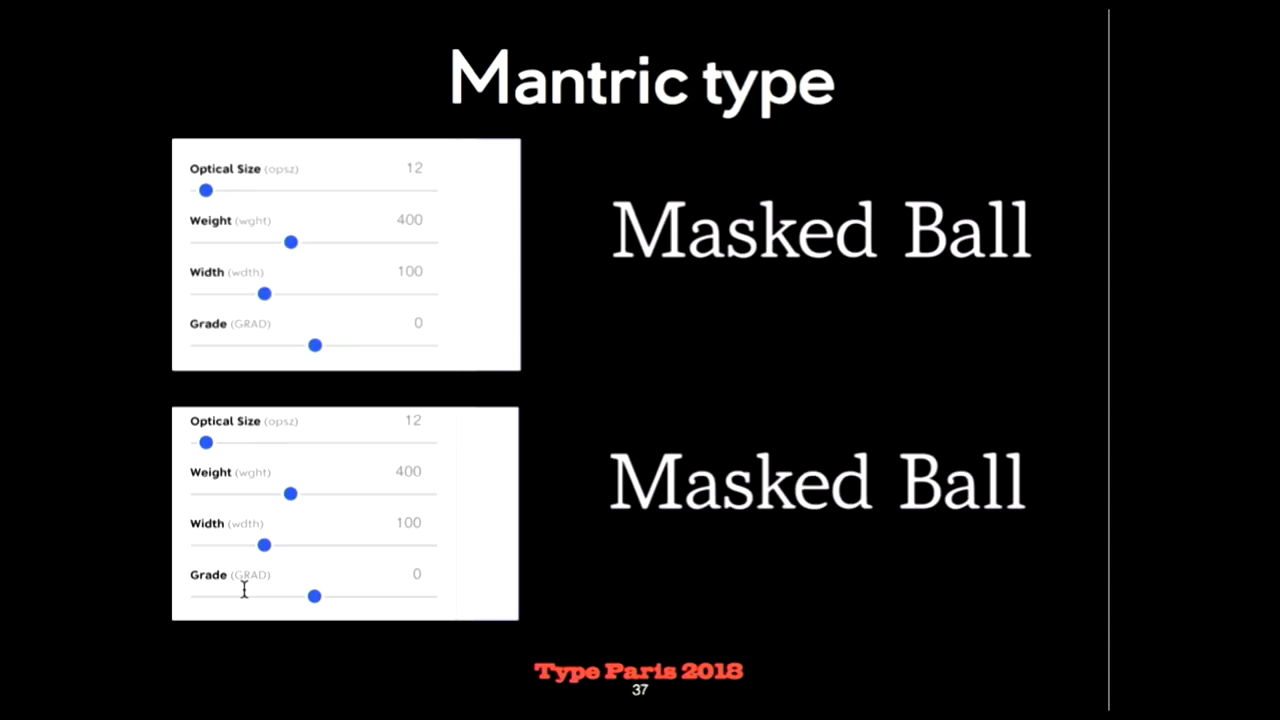 Mantric type
Optical Size (opsz) 12
Weight (wght) 400
Width (wdth) 100
Grade (GRAD) 0
Masked Ball
Optical Size (opsz) 12
Weight (wght) 400
Width (wdth) 100
Grade (GRAD) 0
Masked Ball
Type Paris 2018
37